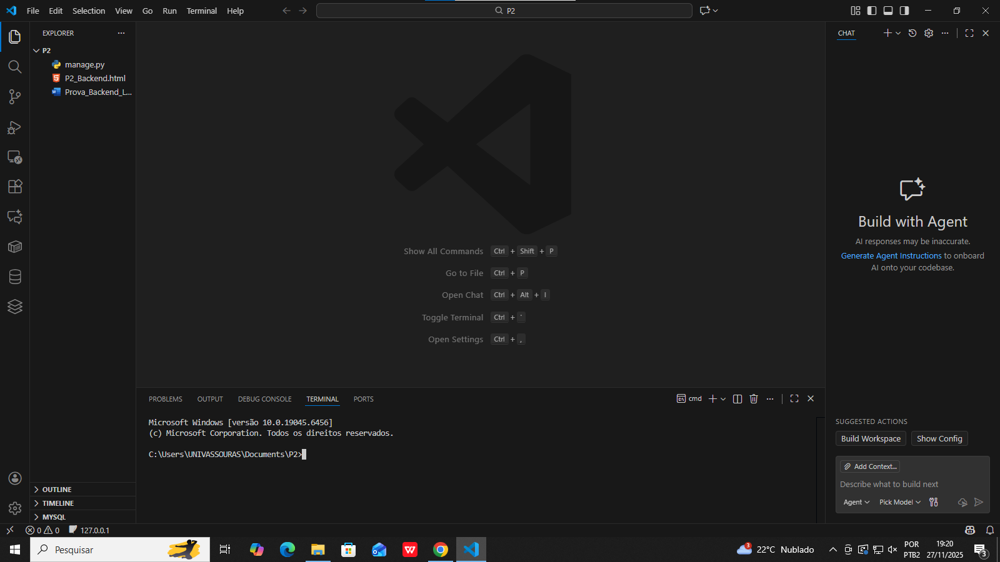 File Edit Selection View Go Run Terminal Help
P2
EXPLORER
P2
manage.py
P2_Backend.html
Prova_Backend_L...
OUTLINE
TIMELINE
MYSQL
Show All Commands Ctrl + Shift + P
Go to File Ctrl + P
Open Chat Ctrl + Alt + I
Toggle Terminal Ctrl + '
Open Settings Ctrl + ,
PROBLEMS OUTPUT DEBUG CONSOLE TERMINAL PORTS
cmd
Microsoft Windows [versão 10.0.19045.6456]
(c) Microsoft Corporation. Todos os direitos reservados.
C:\Users\UNIVASSOURAS\Documents\P2>
CHAT
Build with Agent
AI responses may be inaccurate.
Generate Agent Instructions to onboard
AI onto your codebase.
SUGGESTED ACTIONS
Build Workspace Show Config
Add Context...
Describe what to build next
Agent Pick Model
0 0 127.0.0.1
Pesquisar
3
22°C Nublado
POR
PTB2
19:20
27/11/2025
3